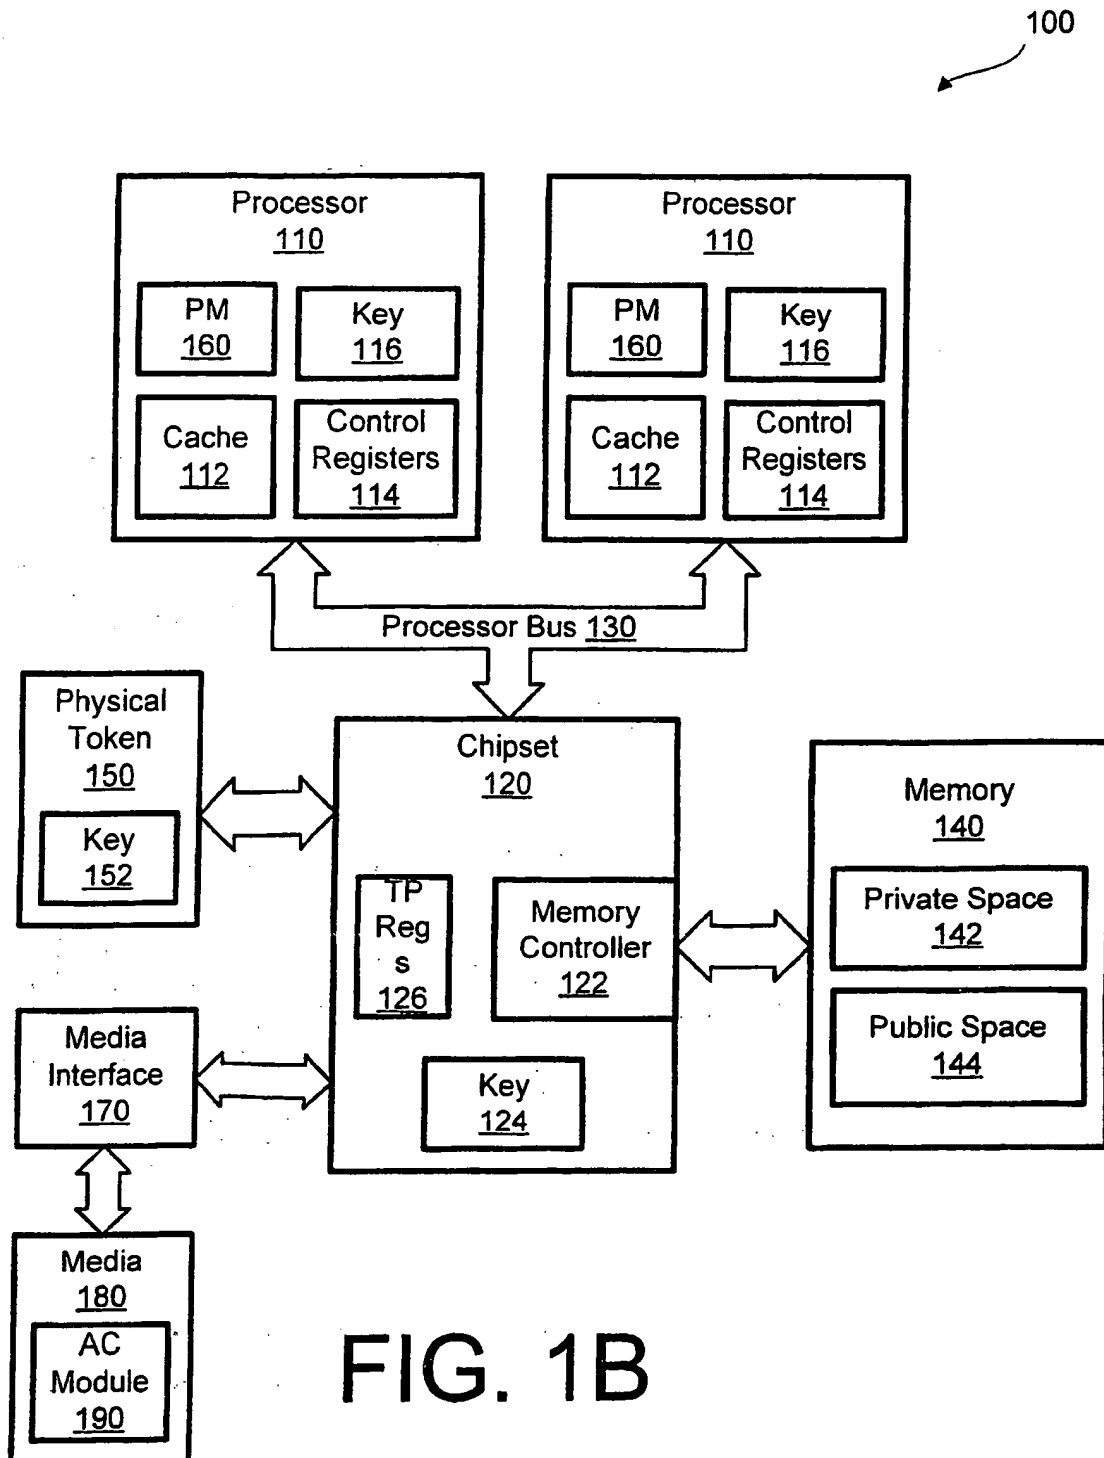 100
Processor
110
PM
160
Key
116
Cache
112
Control
Registers
114
Processor
110
PM
160
Key
116
Cache
112
Control
Registers
114
Processor Bus 130
Physical
Token
150
Key
152
Chipset
120
TP
Reg
s
126
Memory
Controller
122
Key
124
Memory
140
Private Space
142
Public Space
144
Media
Interface
170
Media
180
AC
Module
190
FIG. 1B